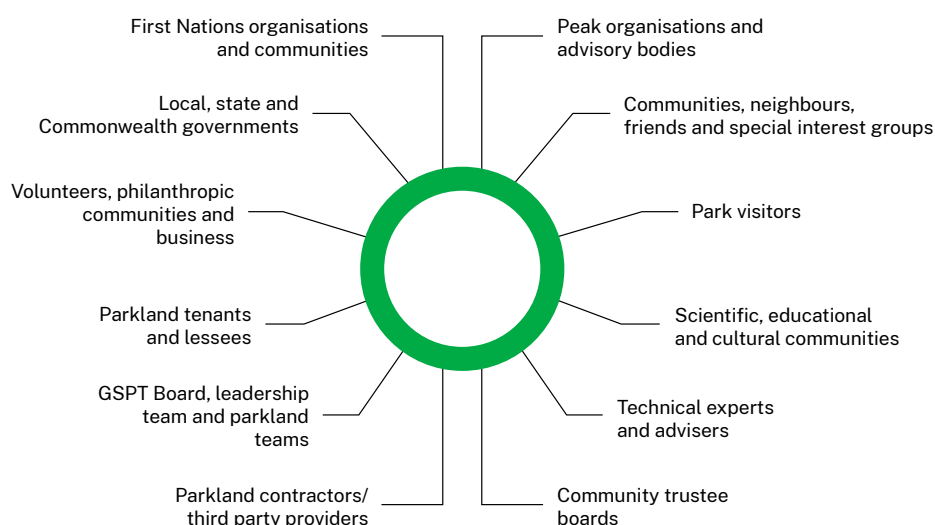 First Nations organisations
and communities
Peak organisations and
advisory bodies
Local, state and
Commonwealth governments
Communities, neighbours,
friends and special interest groups
Volunteers, philanthropic
communities and
business
Park visitors
Parkland tenants
and lessees
Scientific, educational
and cultural communities
GSPT Board, leadership
team and parkland
teams
Technical experts
and advisers
Parkland contractors/
third party providers
Community trustee
boards